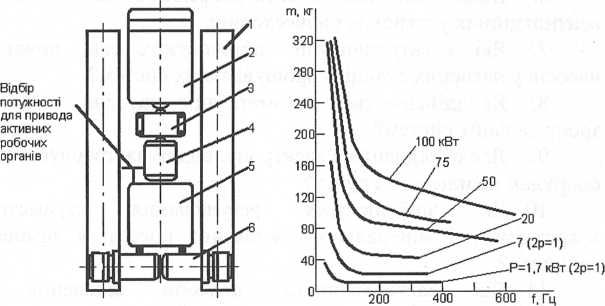 1
2
3
4
5
6
Відбір
потужності
для привода
активних
робочих
органів
m, кг
320
280
240
200
160
120
80
40
0
200
400
600
f, Гц
100 кВт
75
50
20
7 (2p=1)
P=1,7 кВт (2p=1)